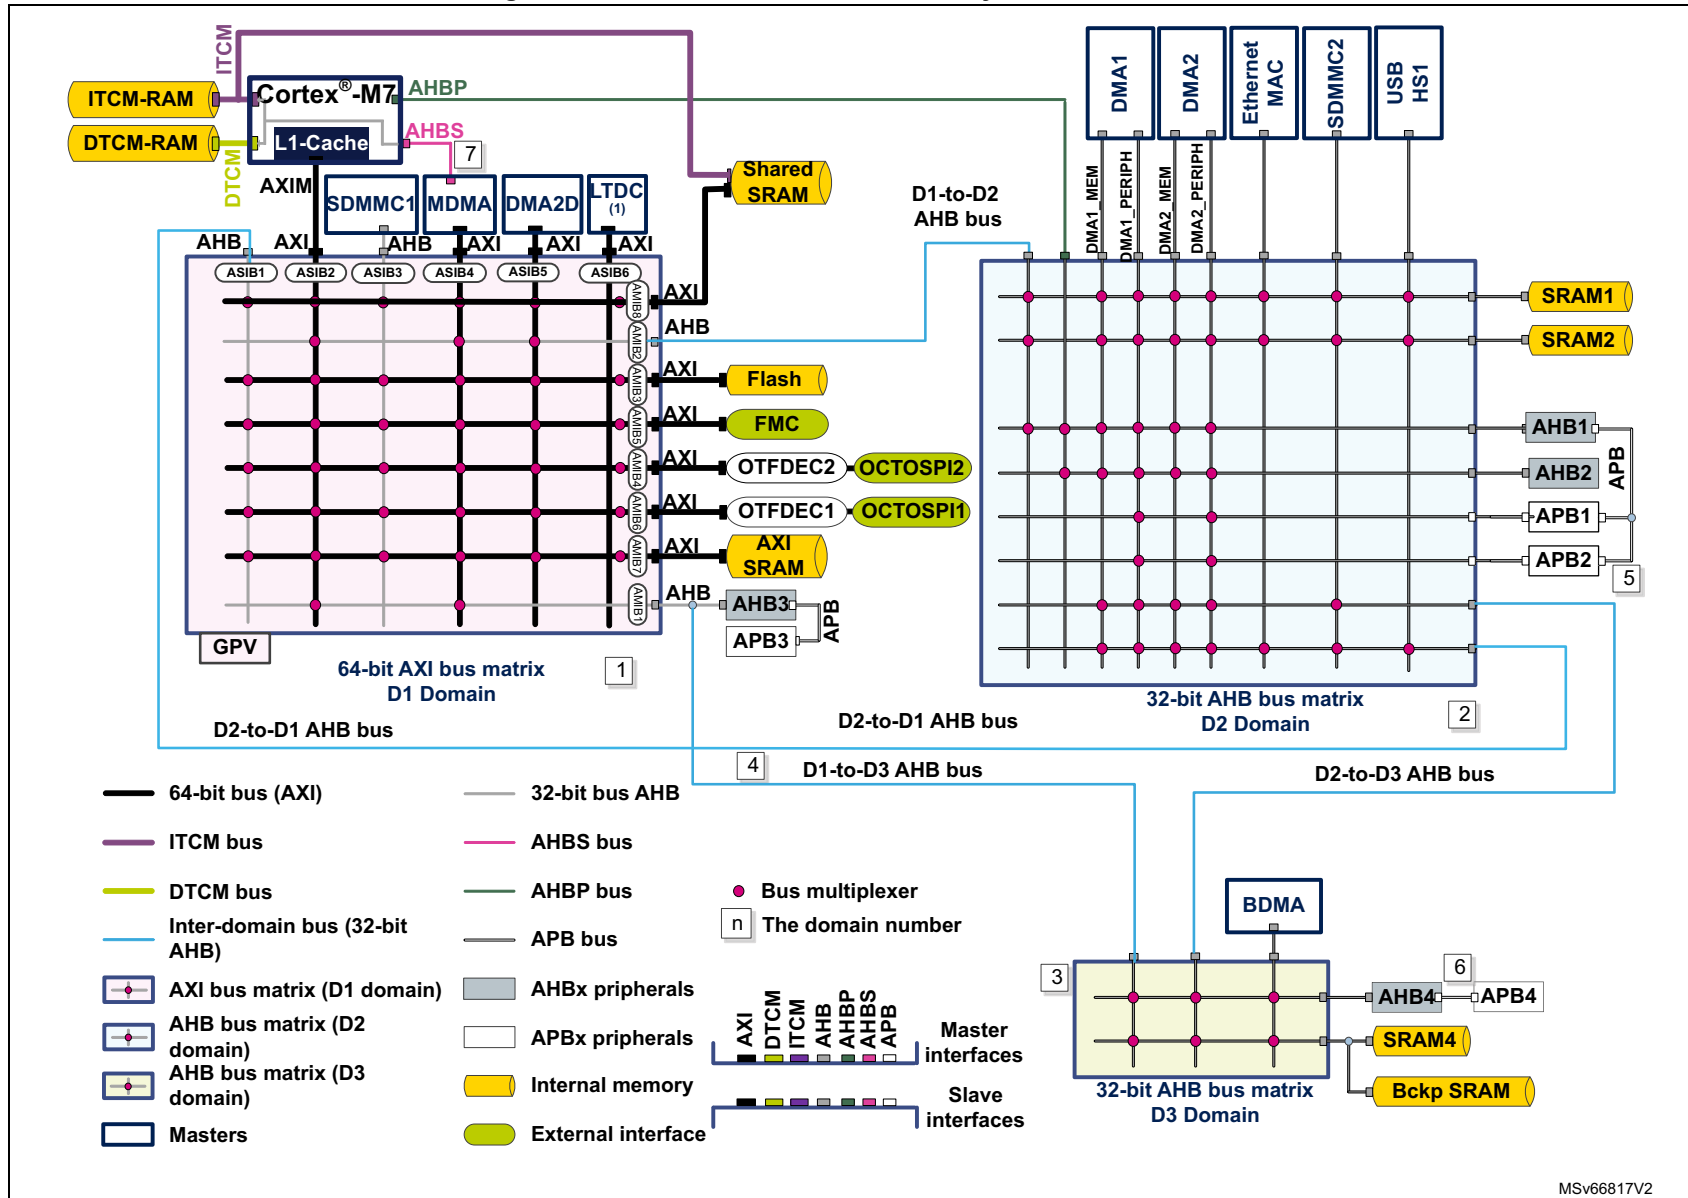 ITCM
ITCM-RAM
DTCM-RAM
DTCM
Cortex®-M7
L1-Cache
AHBP
AHBS
7
AXIM
SDMMC1
MDMA
DMA2D
LTDC
(1)
Shared
SRAM
AHB
AXI
AHB
AXI
AXI
AXI
ASIB1
ASIB2
ASIB3
ASIB4
ASIB5
ASIB6
AMIB8
AMIB2
AMIB3
AMIB5
AMIB4
AMIB6
AMIB7
AMIB1
AXI
AHB
AXI
Flash
AXI
FMC
AXI
OTFDEC2
OCTOSPI2
AXI
OTFDEC1
OCTOSPI1
AXI
AXI
SRAM
AHB
AHB3
APB3
APB
GPV
64-bit AXI bus matrix
D1 Domain
1
D1-to-D2
AHB bus
DMA1
DMA2
Ethernet
MAC
SDMMC2
USB
HS1
DMA1_MEM
DMA1_PERIPH
DMA2_MEM
DMA2_PERIPH
SRAM1
SRAM2
AHB1
AHB2
APB
APB1
APB2
5
32-bit AHB bus matrix
D2 Domain
2
D2-to-D1 AHB bus
D2-to-D1 AHB bus
4
D1-to-D3 AHB bus
D2-to-D3 AHB bus
64-bit bus (AXI)
ITCM bus
DTCM bus
Inter-domain bus (32-bit
AHB)
AXI bus matrix (D1 domain)
AHB bus matrix (D2
domain)
AHB bus matrix (D3
domain)
Masters
32-bit bus AHB
AHBS bus
AHBP bus
APB bus
AHBx pripherals
APBx pripherals
Internal memory
External interface
Bus multiplexer
n
The domain number
AXI
DTCM
ITCM
AHB
AHBP
AHBS
APB
Master
interfaces
Slave
interfaces
BDMA
3
AHB4
6
APB4
SRAM4
Bckp SRAM
32-bit AHB bus matrix
D3 Domain
MSv66817V2